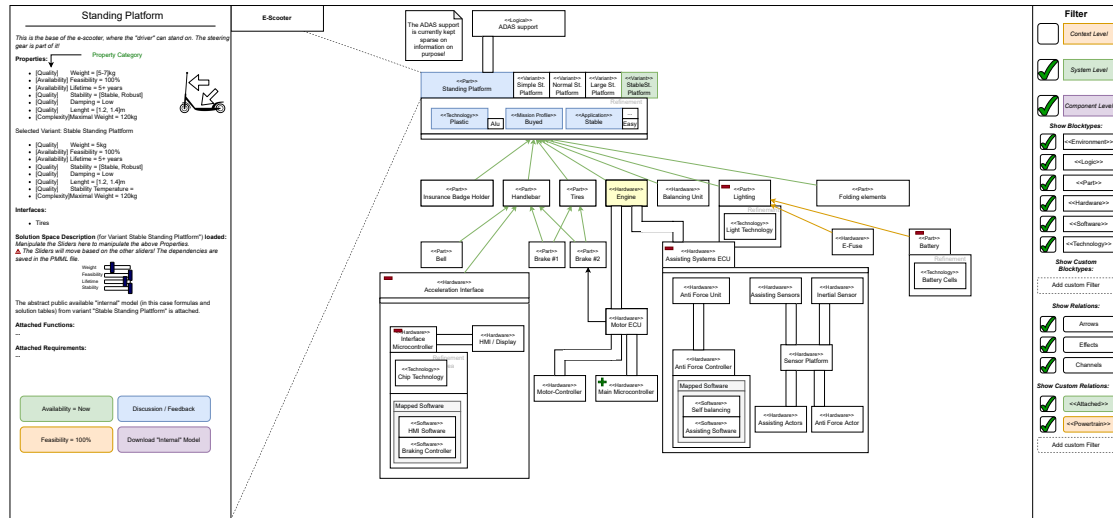 Standing Platform
This is the base of the e-scooter, where the "driver" can stand on. The steering
gear is part of it!
Properties:
Property Category
[Quality] Weight = [5-7]kg
[Availability] Feasibility = 100%
[Availability] Lifetime = 5+ years
[Quality] Stability = [Stable, Robust]
[Quality] Damping = Low
[Quality] Lenght = [1.2, 1.4]m
[Complexity]Maximal Weight = 120kg
Selected Variant: Stable Standing Plattform
[Quality] Weight = 5kg
[Availability] Feasibility = 100%
[Availability] Lifetime = 5+ years
[Quality] Stability = [Stable, Robust]
[Quality] Damping = Low
[Quality] Lenght = [1.2, 1.4]m
[Quality] Stability Temperature =
[Complexity]Maximal Weight = 120kg
Interfaces:
Tires
Solution Space Description (for Variant Stable Standing Plattform") loaded:
Manipulate the Sliders here to manipulate the above Properties.
The Sliders will move based on the other sliders! The dependencies are
saved in the PMML file.
Weight
Feasibility
Lifetime
Stability
The abstract public available "internal" model (in this case formulas and
solution tables) from variant "Stable Standing Plattform" is attached.
Attached Functions:
...
Attached Requirements:
...
Availability = Now
Discussion / Feedback
Feasibility = 100%
Download "Internal" Model
E-Scooter
The ADAS support
is currently kept
sparse on
information on
purpose!
<<Logical>>
ADAS support
<<Part>>
Standing Platform
<<Variant>>
Simple St.
Platform
<<Variant>>
Normal St.
Platform
<<Variant>>
Large St.
Platform
<<Variant>>
StableSt.
Platform
Refinement
<<Technology>>
Plastic
Alu
<<Mission Profile>>
Buyed
<<Application>>
Stable
...
Easy
<<Part>>
Insurance Badge Holder
<<Part>>
Handlebar
<<Part>>
Tires
<<Hardware>>
Engine
<<Hardware>>
Balancing Unit
<<Part>>
Lighting
Refinement
<<Technology>>
Light Technology
<<Part>>
Folding elements
<<Part>>
Bell
<<Part>>
Brake #1
<<Part>>
Brake #2
<<Hardware>>
Assisting Systems ECU
<<Hardware>>
E-Fuse
<<Part>>
Battery
Refinement
<<Technology>>
Battery Cells
<<Hardware>>
Acceleration Interface
<<Hardware>>
Anti Force Unit
<<Hardware>>
Assisting Sensors
<<Hardware>>
Inertial Sensor
<<Hardware>>
Interface
Microcontroller
<<Hardware>>
HMI / Display
<<Hardware>>
Motor ECU
Refinement
<<Technology>>
Chip Technology
<<Hardware>>
Anti Force Controller
<<Hardware>>
Sensor Platform
<<Hardware>>
Motor-Controller
<<Hardware>>
Main Microcontroller
Mapped Software
<<Software>>
HMI Software
<<Software>>
Braking Controller
Mapped Software
<<Software>>
Self balancing
<<Software>>
Assisting Software
<<Hardware>>
Assisting Actors
<<Hardware>>
Anti Force Actor
Filter
Context Level
System Level
Component Level
Show Blocktypes:
<<Environment>>
<<Logic>>
<<Part>>
<<Hardware>>
<<Software>>
<<Technology>>
Show Custom
Blocktypes:
Add custom Filter
Show Relations:
Arrows
Effects
Channels
Show Custom Relations:
<<Attached>>
<<Powertrain>>
Add custom Filter